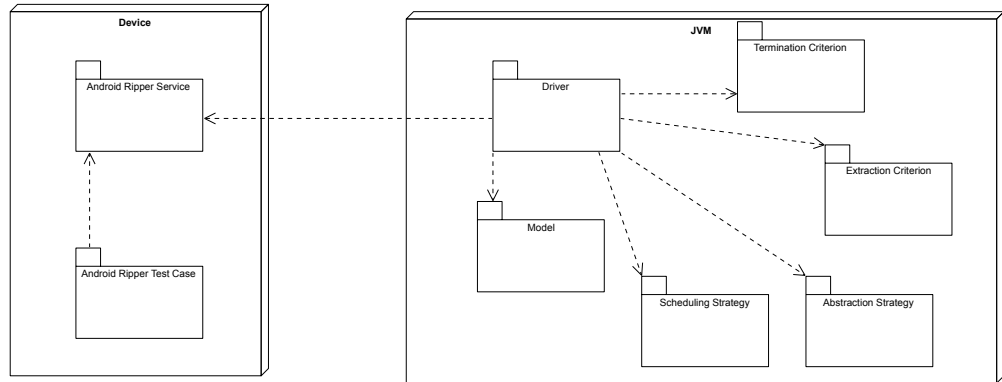 Device
Android Ripper Service
Android Ripper Test Case
JVM
Termination Criterion
Driver
Extraction Criterion
Model
Scheduling Strategy
Abstraction Strategy